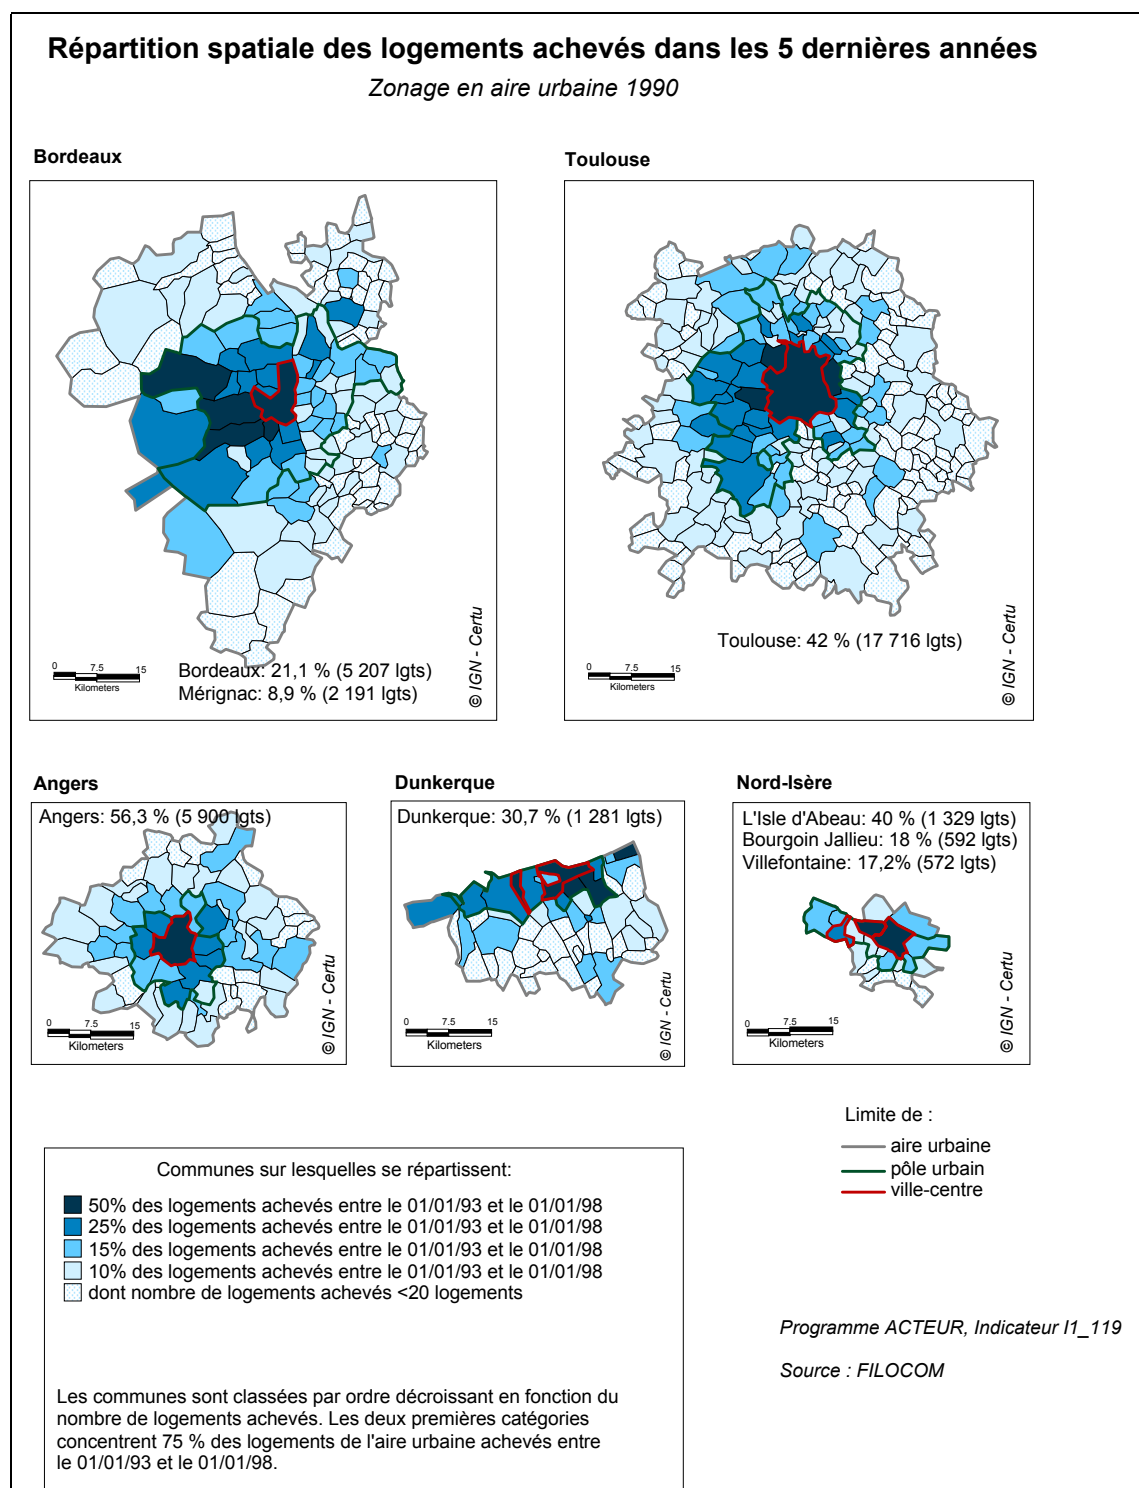 Répartition spatiale des logements achevés dans les 5 dernières années
Zonage en aire urbaine 1990
Bordeaux
Toulouse
0 7.5 15
Kilometers
Bordeaux: 21,1 % (5 207 lgts)
Mérignac: 8,9 % (2 191 lgts)
© IGN - Certu
0 7.5 15
Kilometers
Toulouse: 42 % (17 716 lgts)
© IGN - Certu
Angers
Dunkerque
Nord-Isère
Angers: 56,3 % (5 900 lgts)
0 7.5 15
Kilometers
© IGN - Certu
Dunkerque: 30,7 % (1 281 lgts)
0 7.5 15
Kilometers
© IGN - Certu
L'Isle d'Abeau: 40 % (1 329 lgts)
Bourgoin Jallieu: 18 % (592 lgts)
Villefontaine: 17,2% (572 lgts)
0 7.5 15
Kilometers
© IGN - Certu
Limite de :
aire urbaine
pôle urbain
ville-centre
Communes sur lesquelles se répartissent:
50% des logements achevés entre le 01/01/93 et le 01/01/98
25% des logements achevés entre le 01/01/93 et le 01/01/98
15% des logements achevés entre le 01/01/93 et le 01/01/98
10% des logements achevés entre le 01/01/93 et le 01/01/98
dont nombre de logements achevés <20 logements
Les communes sont classées par ordre décroissant en fonction du
nombre de logements achevés. Les deux premières catégories
concentrent 75 % des logements de l'aire urbaine achevés entre
le 01/01/93 et le 01/01/98.
Programme ACTEUR, Indicateur I1_119
Source : FILOCOM